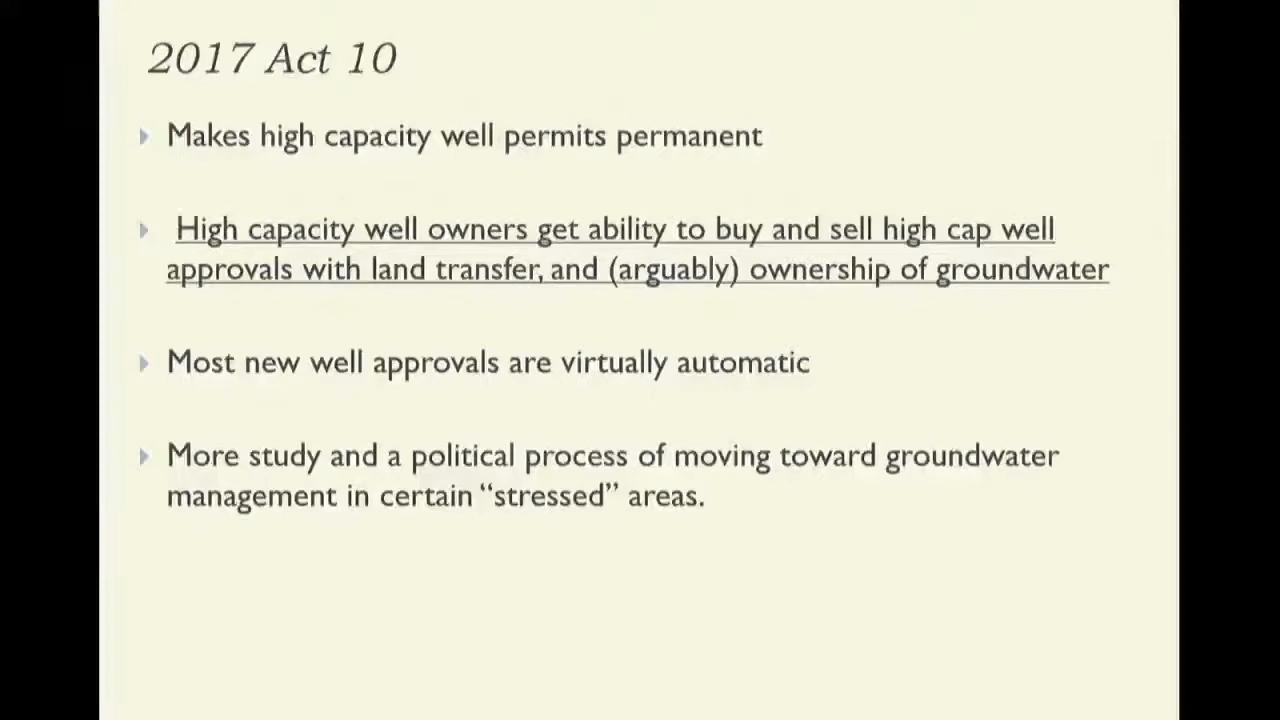 2017 Act 10
Makes high capacity well permits permanent
High capacity well owners get ability to buy and sell high cap well
approvals with land transfer, and (arguably) ownership of groundwater
Most new well approvals are virtually automatic
More study and a political process of moving toward groundwater
management in certain “stressed” areas.